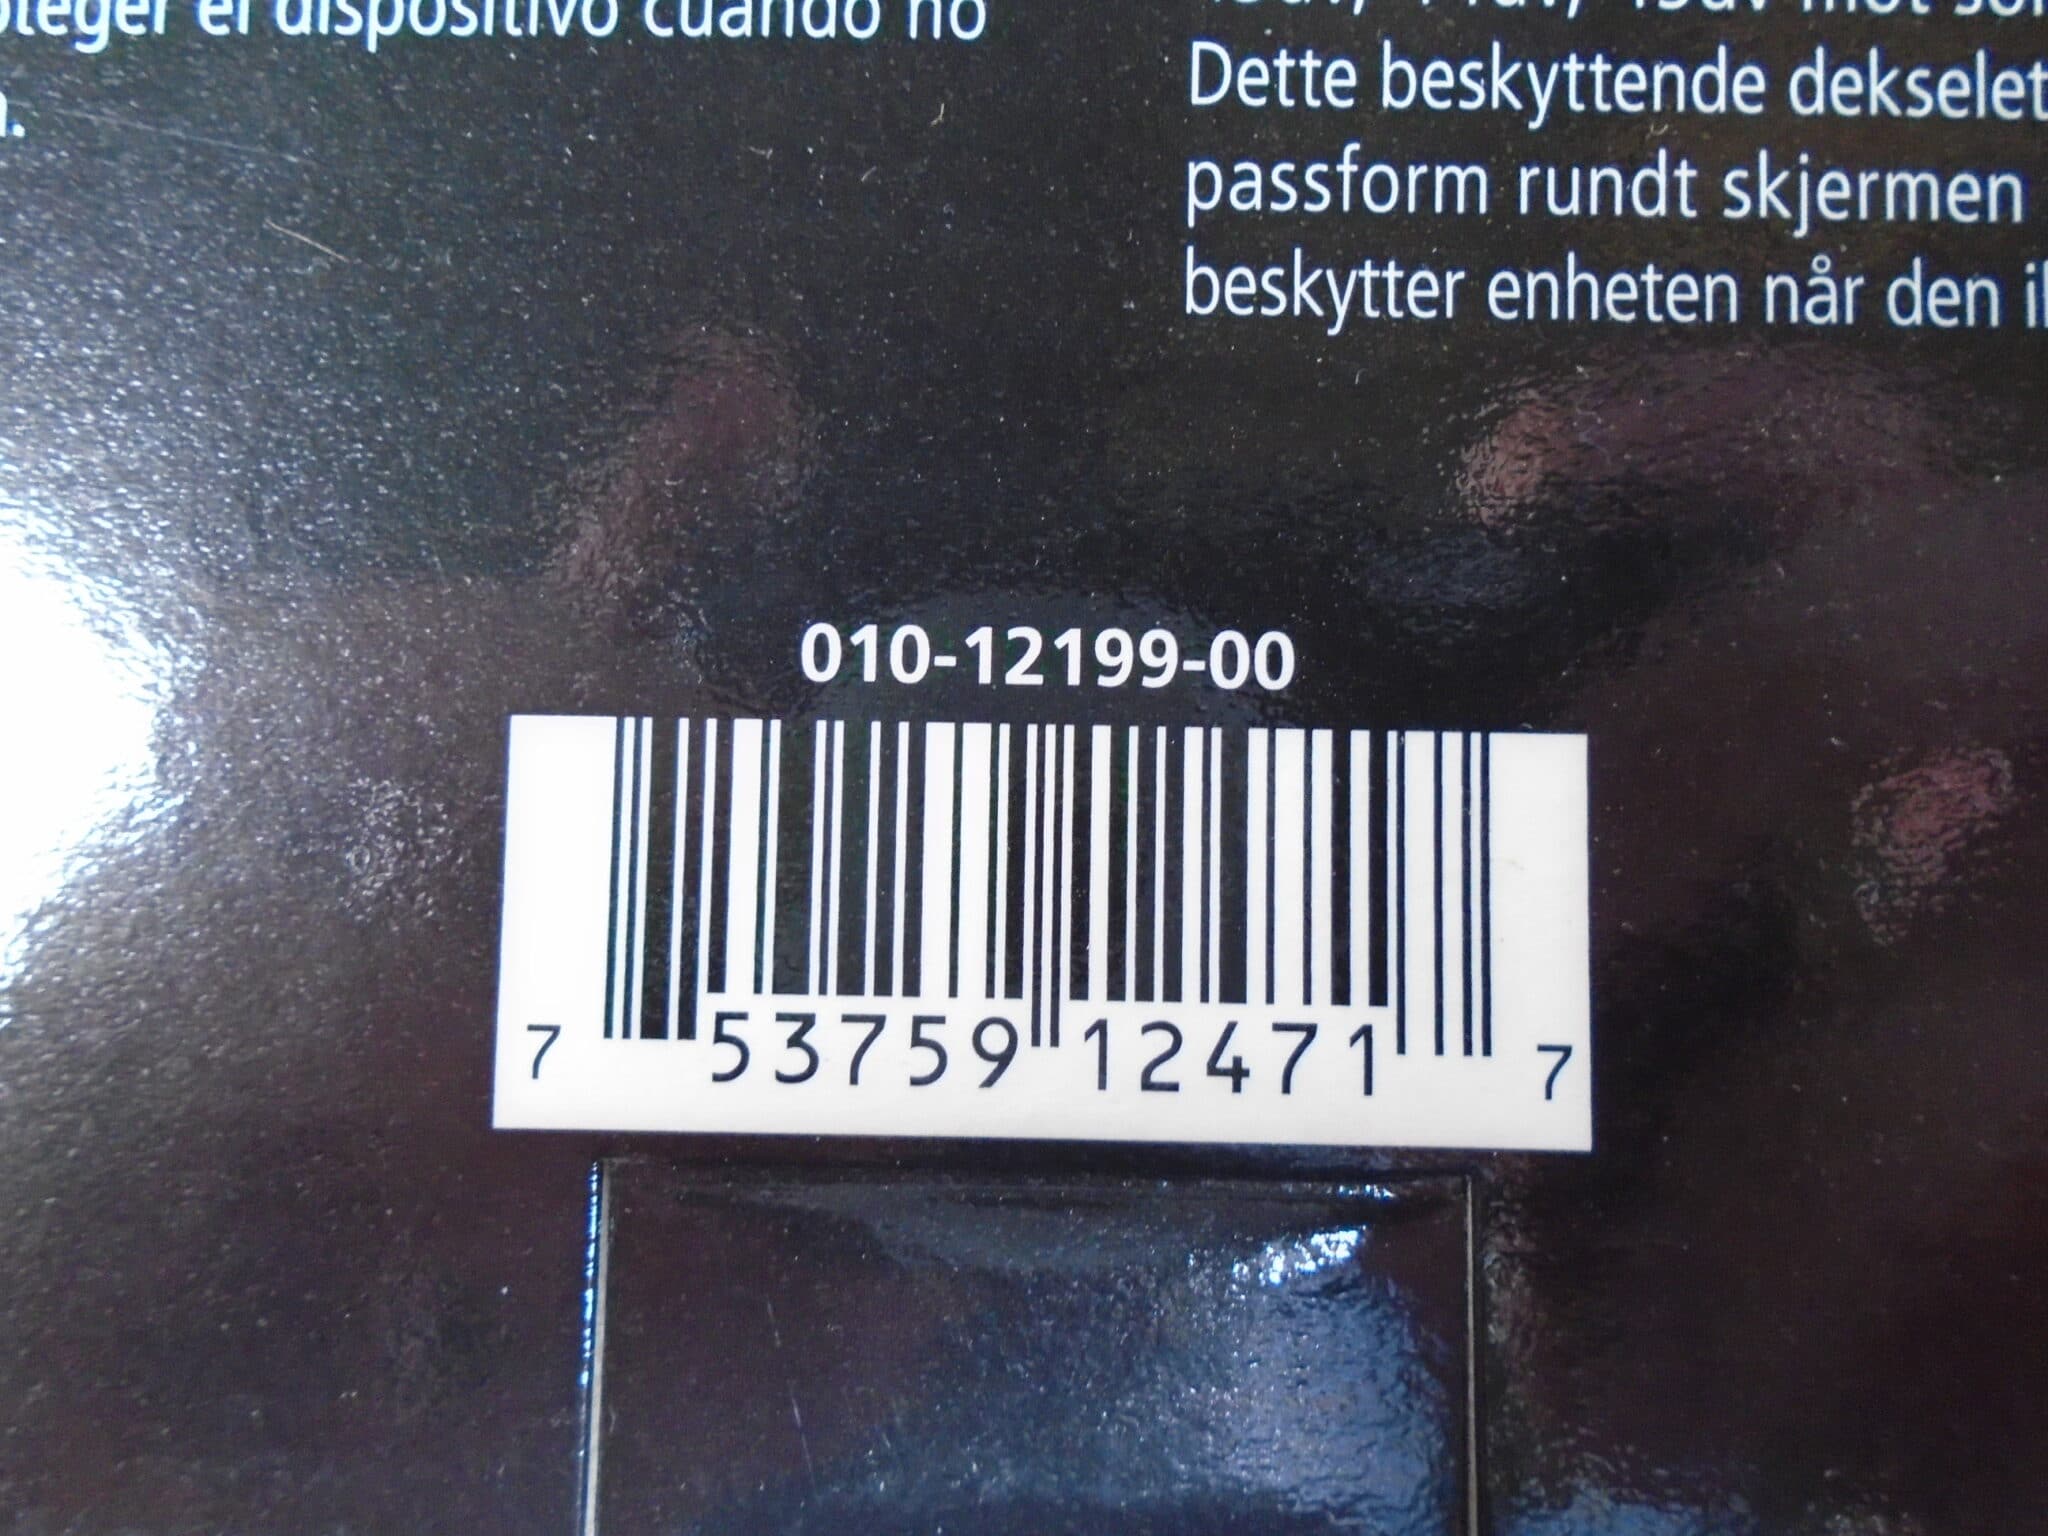 el dispositivo cuando no
Dette beskyttende dekselet
passform rundt skjermen
beskytter enheten når den
010-12199-00
7 53759 12471 7